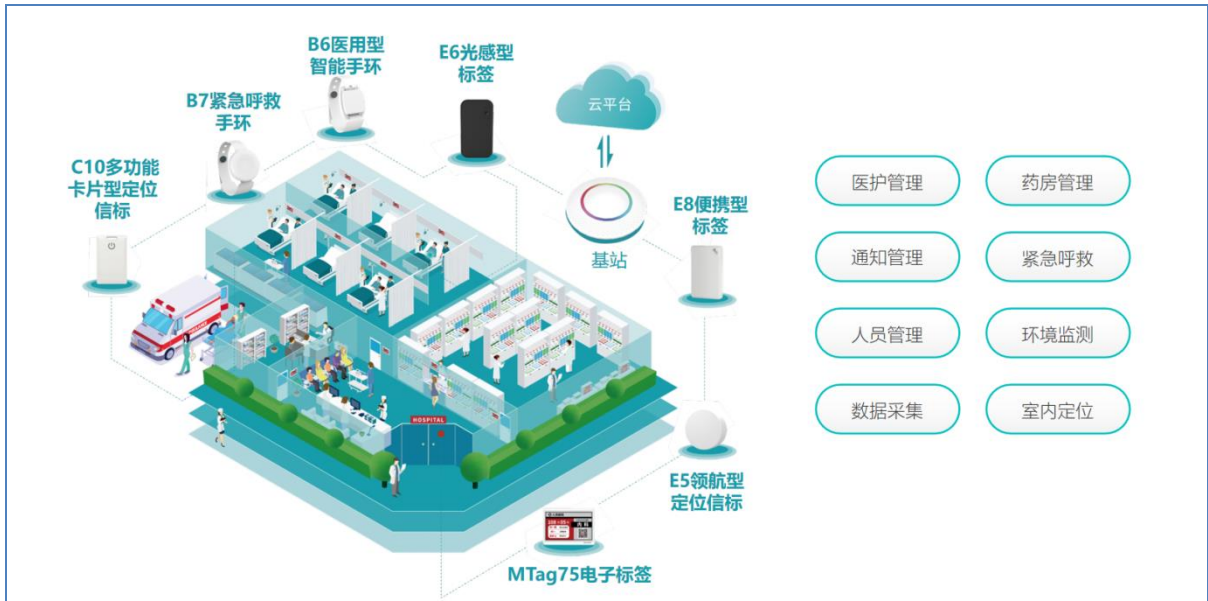 B6医用型
智能手环
E6光感型
标签
云平台
B7紧急呼救
手环
C10多功能
卡片型定位
信标
E8便携型
标签
基站
HOSPITAL
E5领航型
定位信标
MTag75电子标签
医护管理
药房管理
通知管理
紧急呼救
人员管理
环境监测
数据采集
室内定位